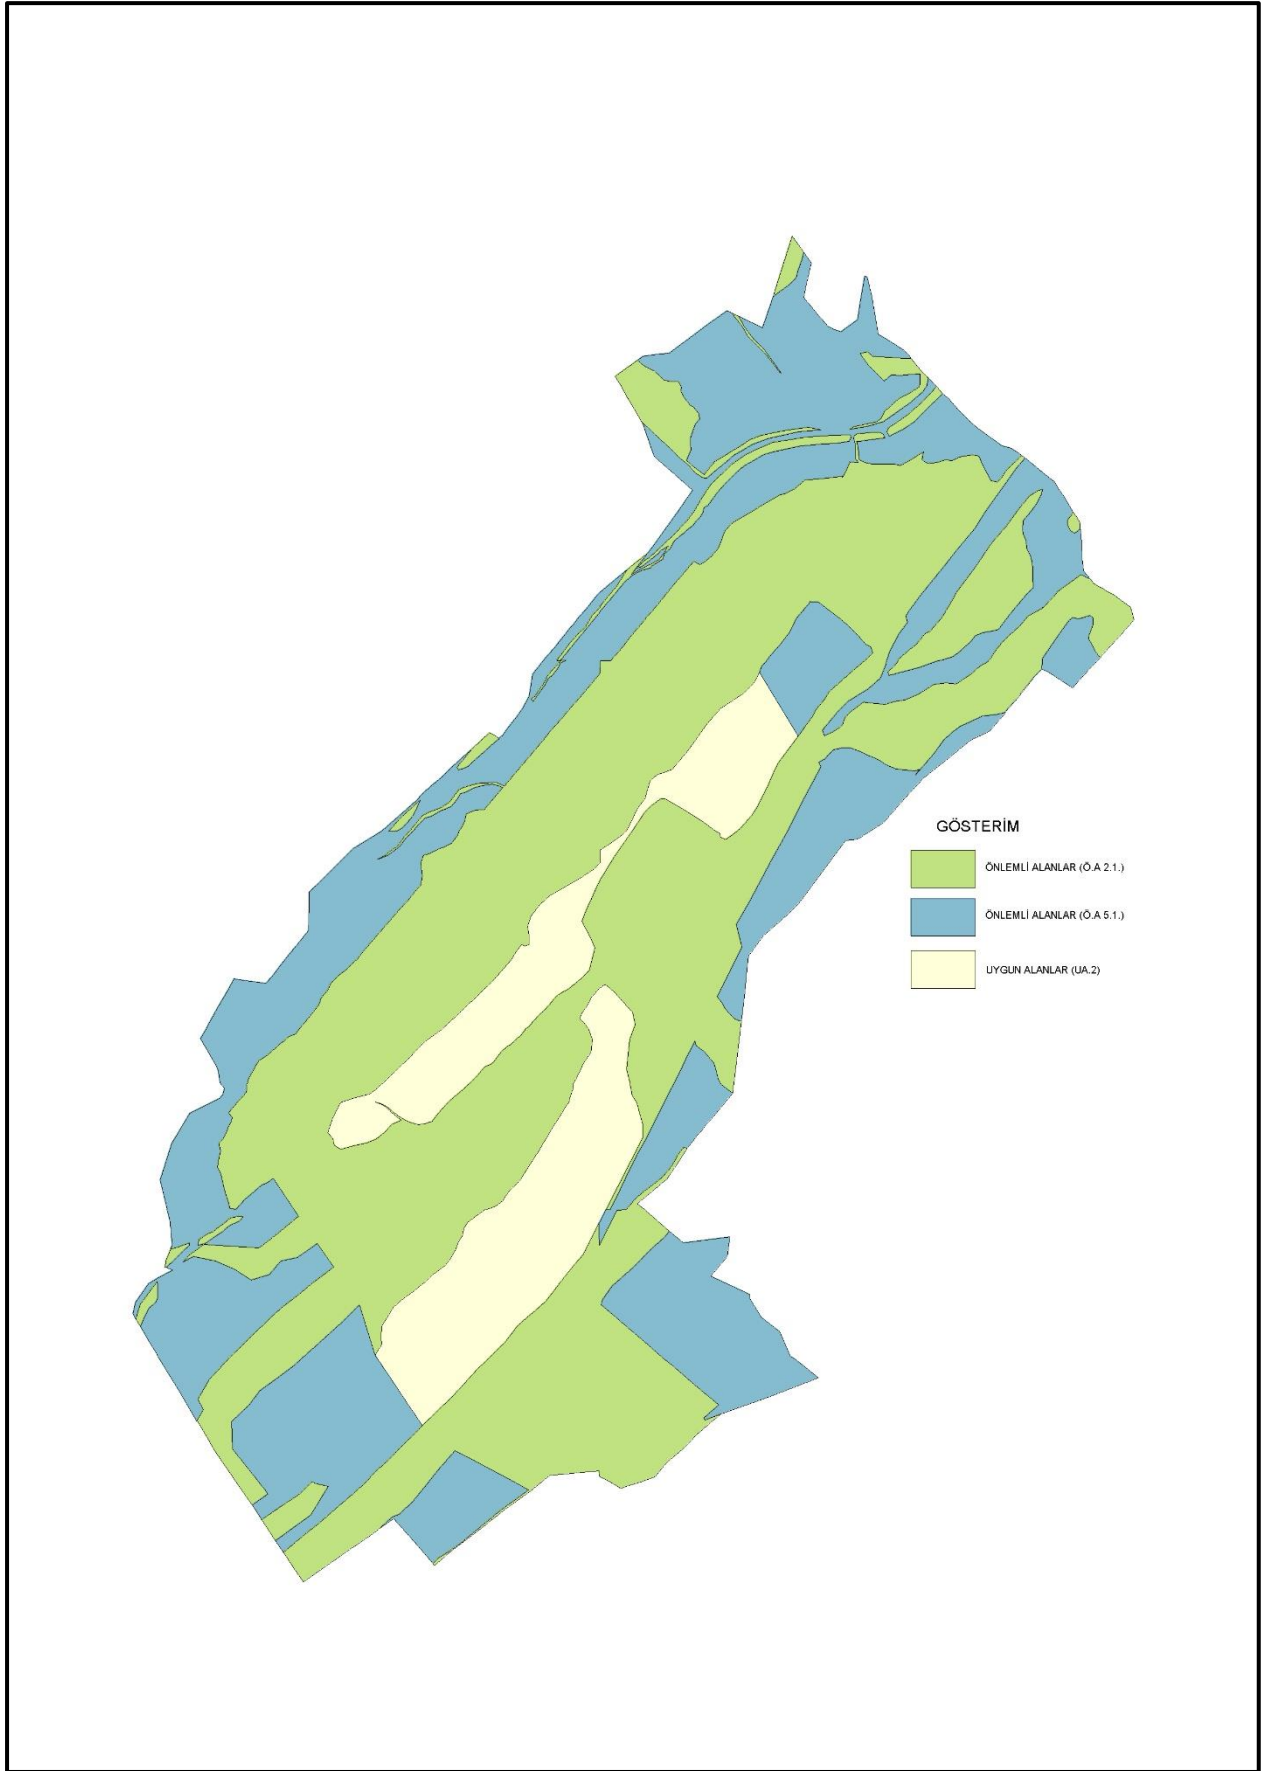 GÖSTERİM
ÖNLEMLİ ALANLAR (Ö.A 2.1.)
ÖNLEMLİ ALANLAR (Ö.A 5.1.)
UYGUN ALANLAR (UA.2)